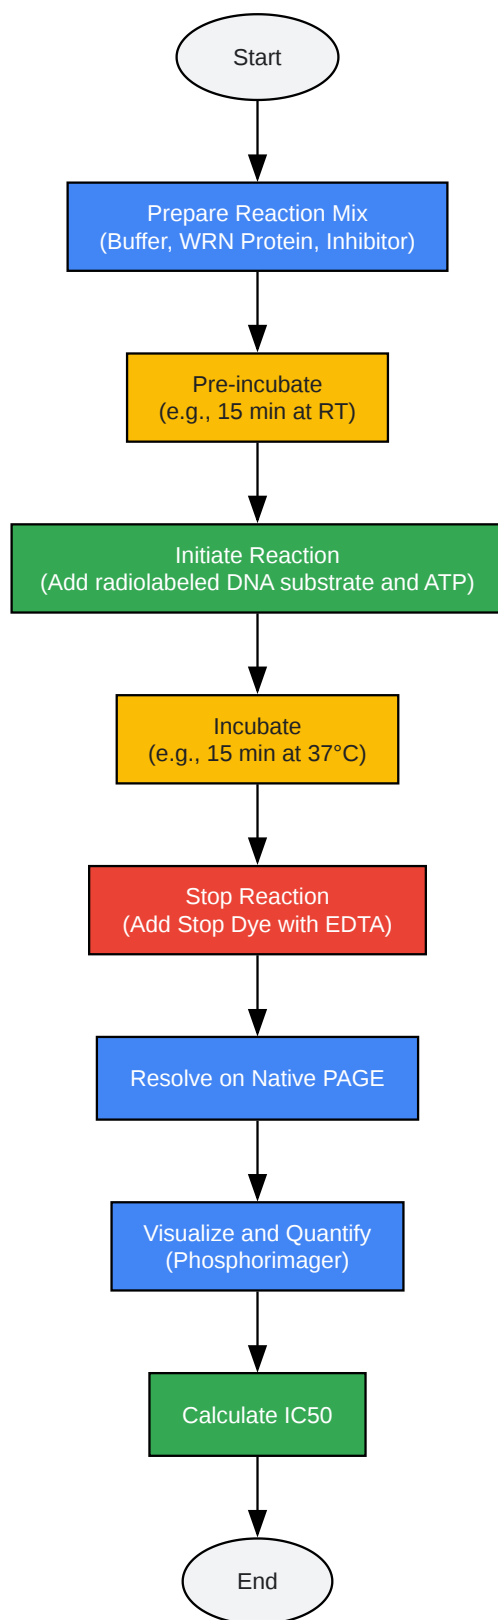 Start
Prepare Reaction Mix
(Buffer, WRN Protein, Inhibitor)
Pre-incubate
(e.g., 15 min at RT)
Initiate Reaction
(Add radiolabeled DNA substrate and ATP)
Incubate
(e.g., 15 min at 37°C)
Stop Reaction
(Add Stop Dye with EDTA)
Resolve on Native PAGE
Visualize and Quantify
(Phosphorimager)
Calculate IC50
End